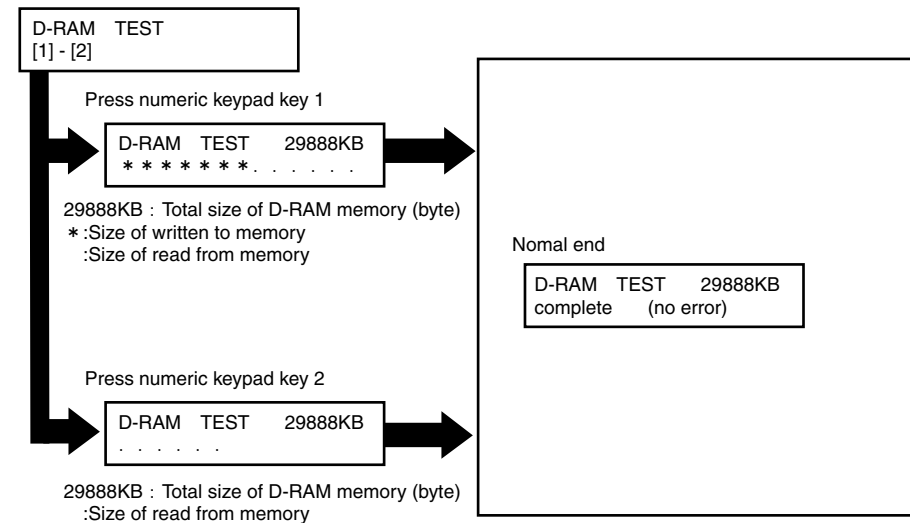 D-RAM TEST
[1] - [2]
Press numeric keypad key 1
D-RAM TEST 29888KB
* * * * * * * . . . . . .
29888KB : Total size of D-RAM memory (byte)
* :Size of written to memory
:Size of read from memory
Nomal end
D-RAM TEST 29888KB
complete (no error)
Press numeric keypad key 2
D-RAM TEST 29888KB
. . . . . .
29888KB : Total size of D-RAM memory (byte)
:Size of read from memory